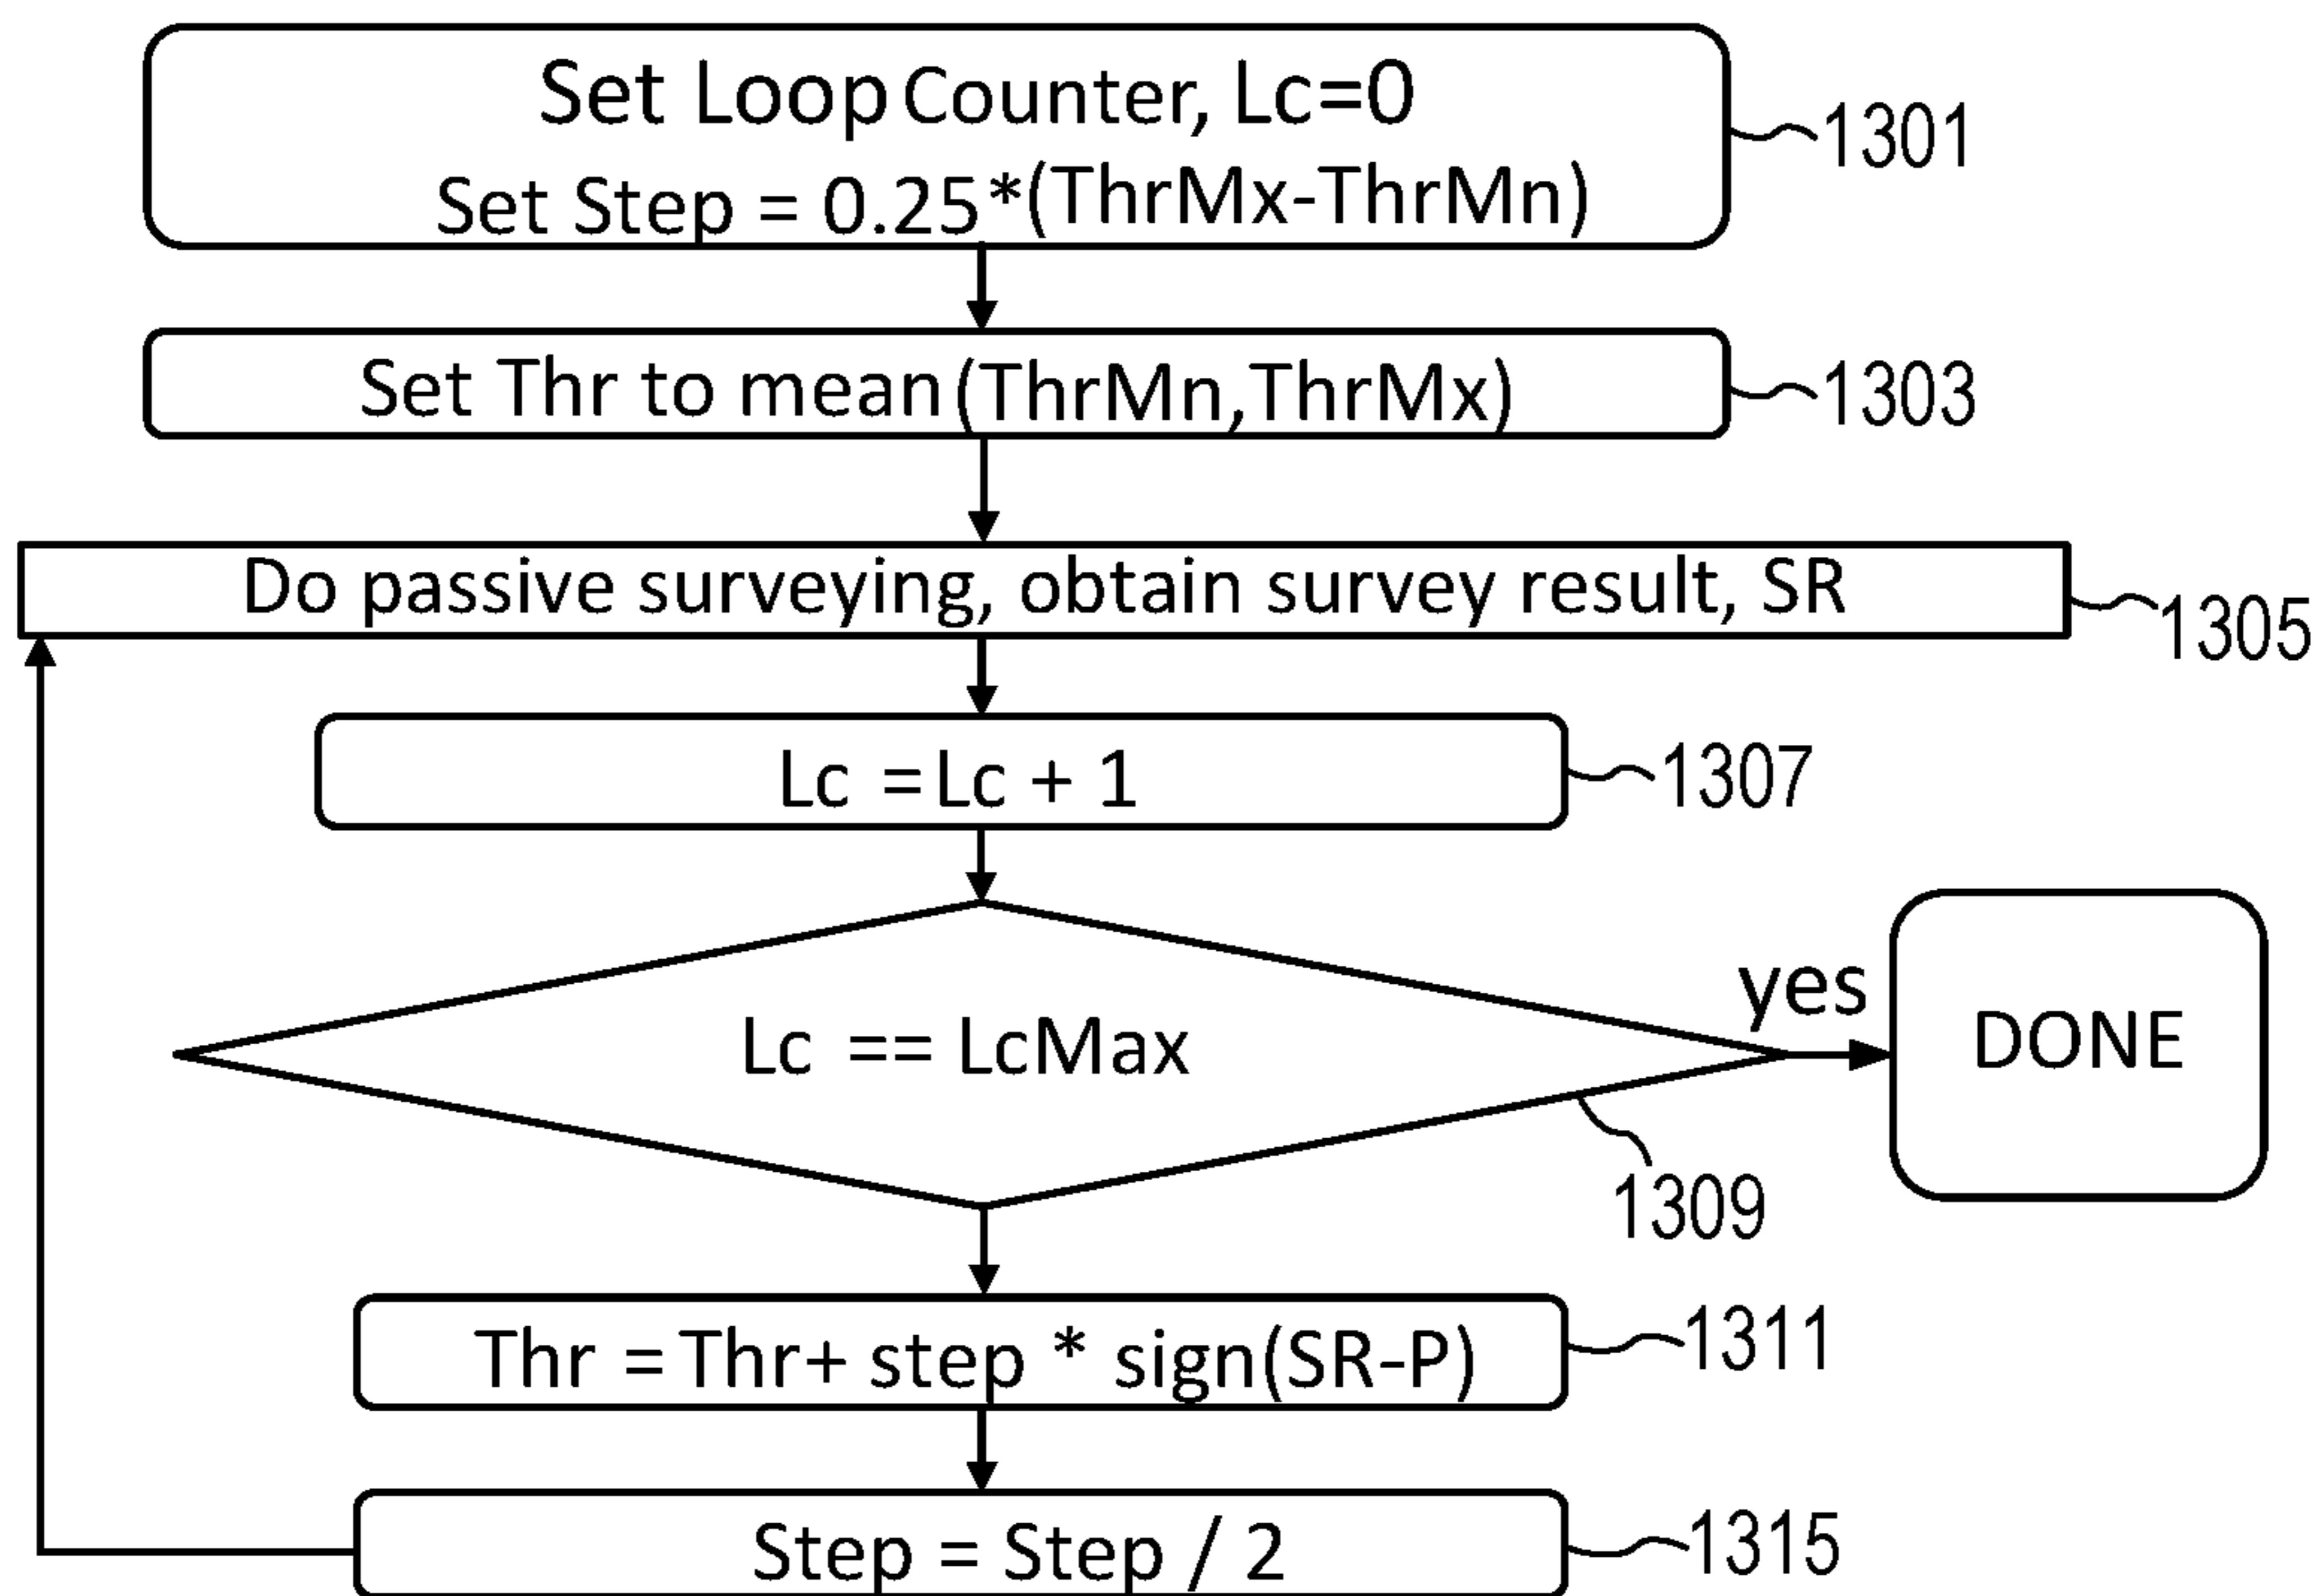 Set Loop Counter, Lc=0
Set Step = 0.25*(ThrMx-ThrMn)
1301
Set Thr to mean(ThrMn,ThrMx)
1303
Do passive surveying, obtain survey result, SR
1305
Lc =Lc + 1
1307
Lc == LcMax
yes
DONE
1309
Thr =Thr+ step * sign(SR-P)
1311
Step = Step / 2
1315